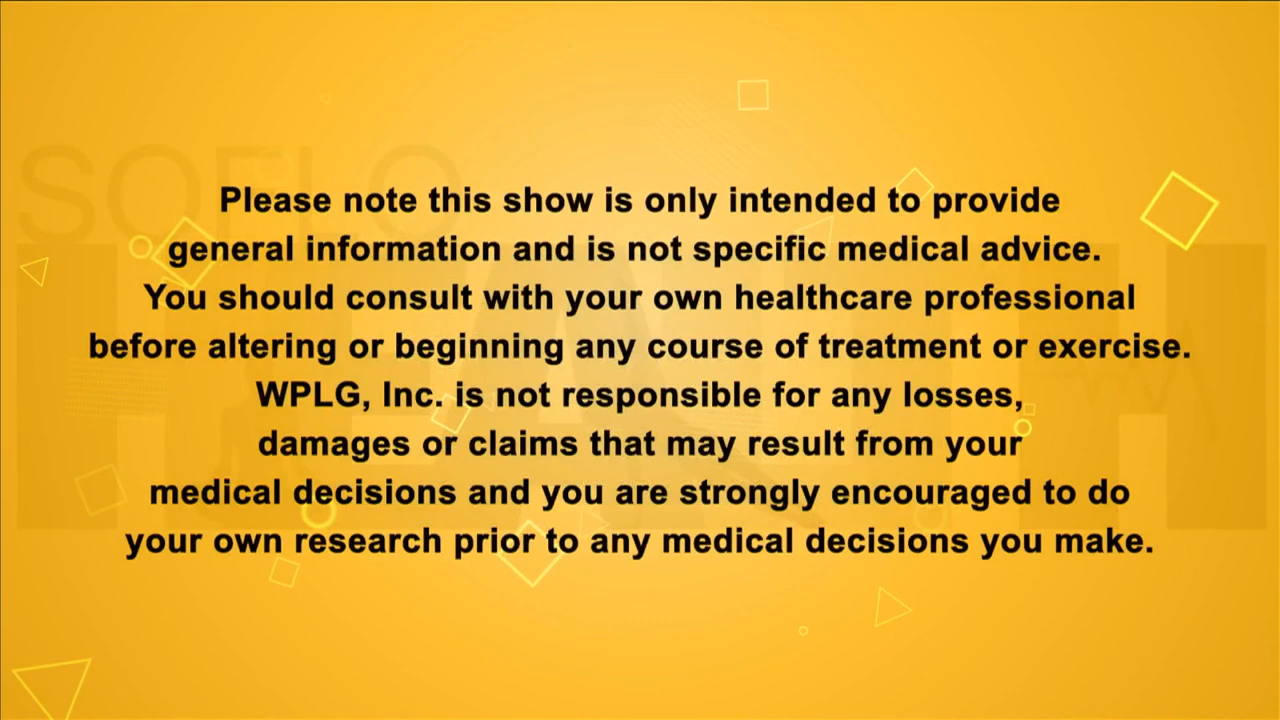 SOFLO
HEALTH
Please note this show is only intended to provide
general information and is not specific medical advice.
You should consult with your own healthcare professional
before altering or beginning any course of treatment or exercise.
WPLG, Inc. is not responsible for any losses,
damages or claims that may result from your
medical decisions and you are strongly encouraged to do
your own research prior to any medical decisions you make.